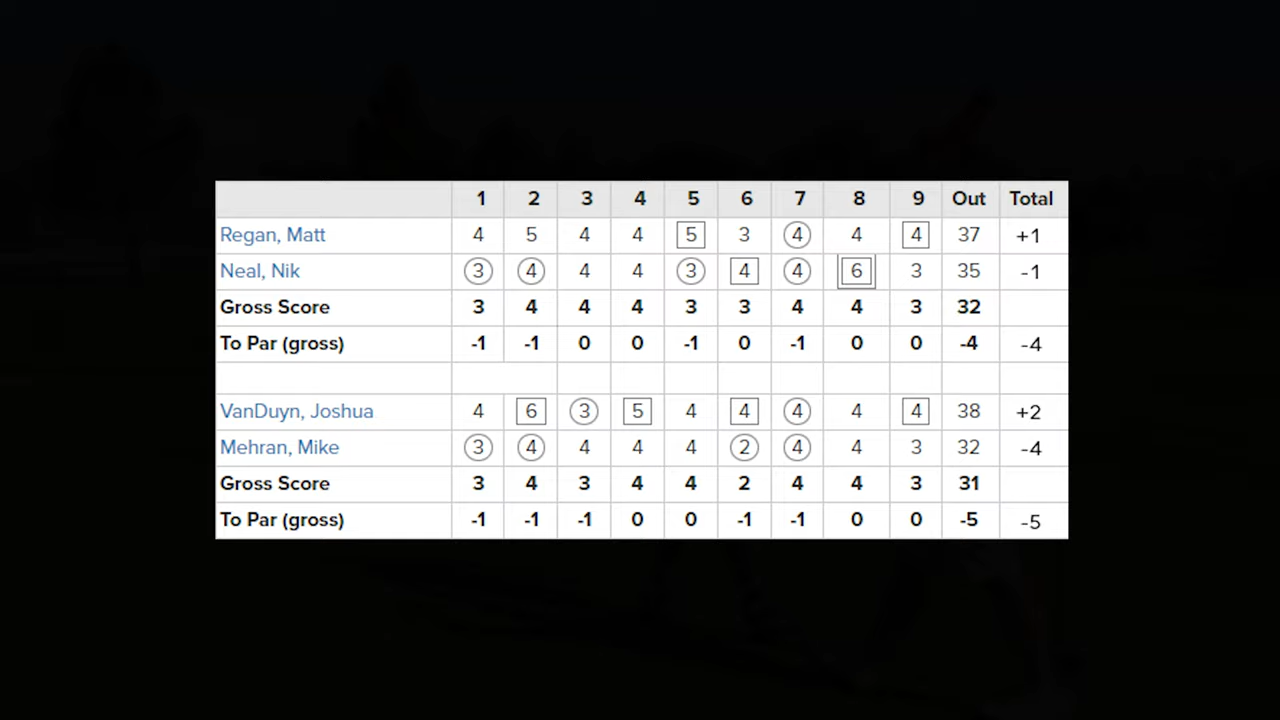 1 2 3 4 5 6 7 8 9 Out Total
Regan, Matt 4 5 4 4 5 3 4 4 4 37 +1
Neal, Nik 3 4 4 4 3 4 4 6 3 35 -1
Gross Score 3 4 4 4 3 3 4 4 3 32
To Par (gross) -1 -1 0 0 -1 0 -1 0 0 -4 -4
VanDuyn, Joshua 4 6 3 5 4 4 4 4 4 38 +2
Mehran, Mike 3 4 4 4 4 2 4 4 3 32 -4
Gross Score 3 4 3 4 4 2 4 4 3 31
To Par (gross) -1 -1 -1 0 0 -1 -1 0 0 -5 -5